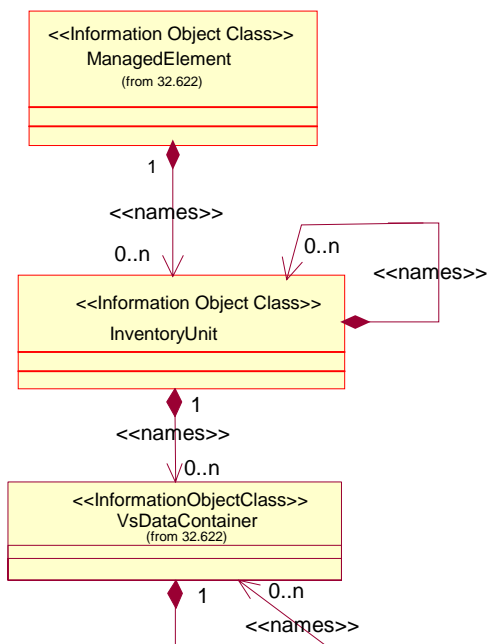 <<Information Object Class>>
ManagedElement
(from 32.622)
1
<<names>>
0..n
0..n
<<names>>
<<Information Object Class>>
InventoryUnit
1
<<names>>
0..n
<<InformationObjectClass>>
VsDataContainer
(from 32.622)
1
0..n
<<names>>